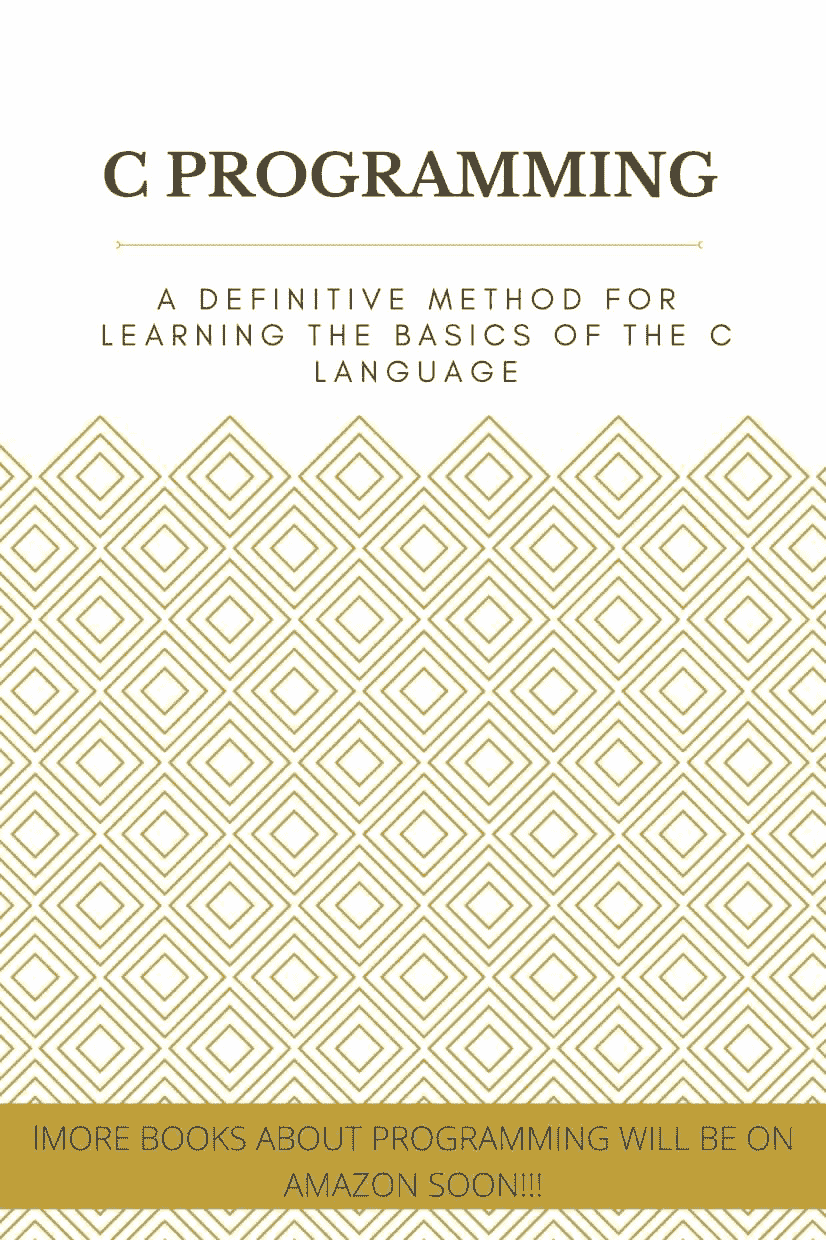 C PROGRAMMING
A DEFINITIVE METHOD FOR
LEARNING THE BASICS OF THE C
LANGUAGE
IMORE BOOKS ABOUT PROGRAMMING WILL BE ON
AMAZON SOON!!!